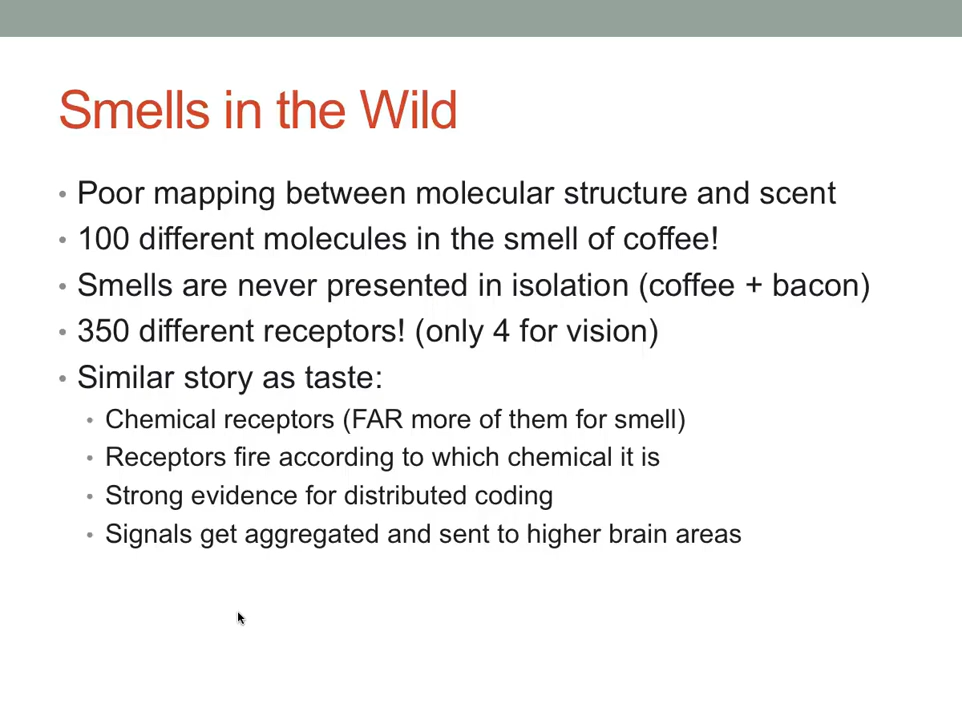 Smells in the Wild
• Poor mapping between molecular structure and scent
• 100 different molecules in the smell of coffee!
• Smells are never presented in isolation (coffee + bacon)
• 350 different receptors! (only 4 for vision)
• Similar story as taste:
• Chemical receptors (FAR more of them for smell)
• Receptors fire according to which chemical it is
• Strong evidence for distributed coding
• Signals get aggregated and sent to higher brain areas